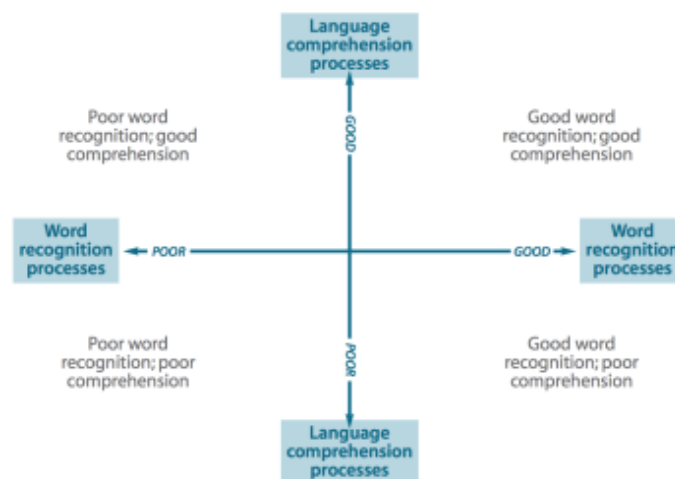 Language
comprehension
processes
GOOD
Poor word
recognition; good
comprehension
Good word
recognition; good
comprehension
Word
recognition
processes
POOR
GOOD
Word
recognition
processes
Poor word
recognition; poor
comprehension
POOR
Good word
recognition; poor
comprehension
Language
comprehension
processes